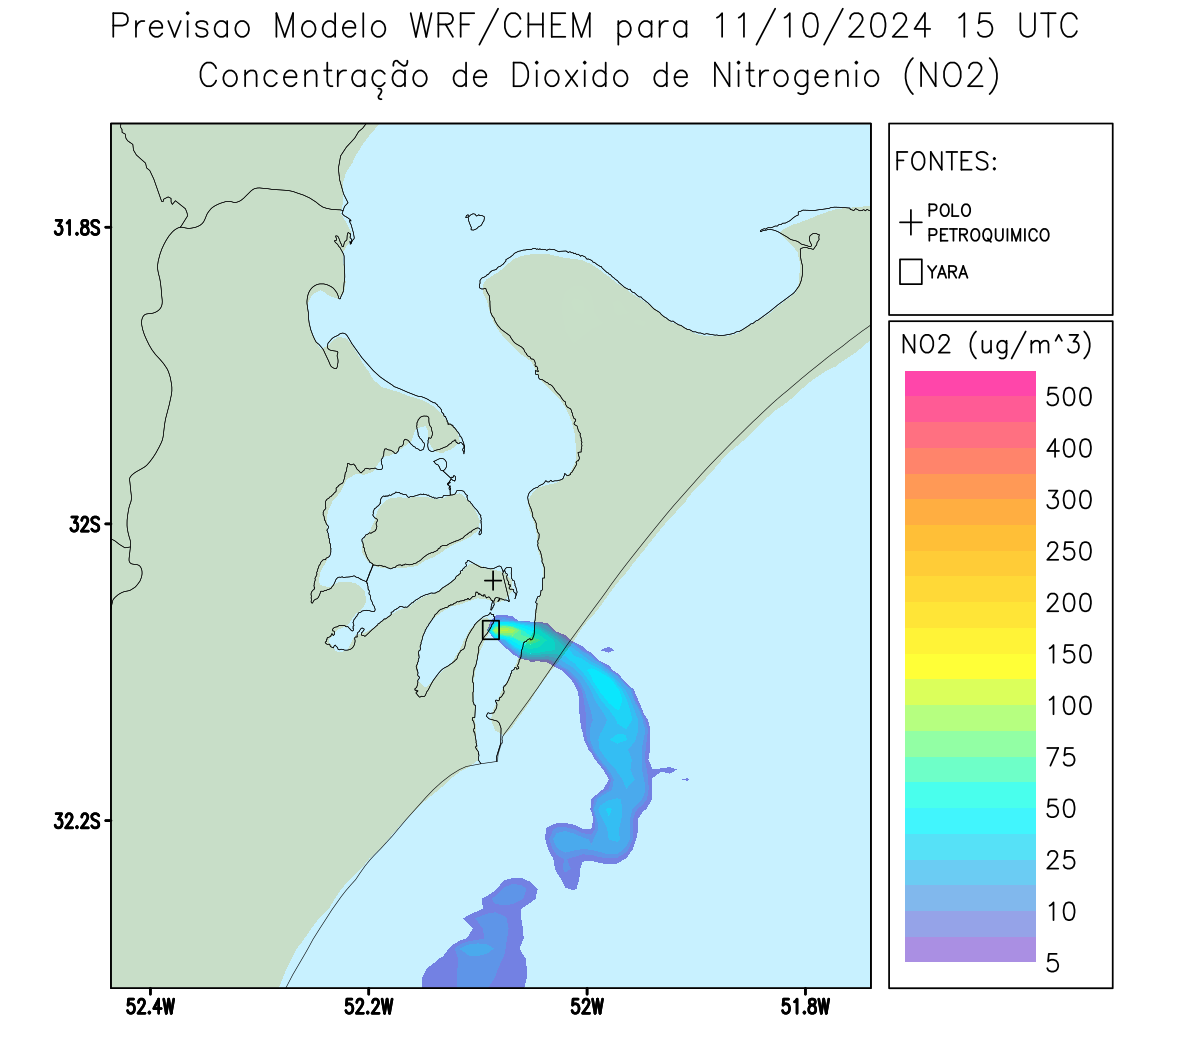 Previsao Modelo WRF/CHEM para 11/10/2024 15 UTC
Concentração de Dioxido de Nitrogenio (NO2)
FONTES:
POLO
PETROQUIMICO
YARA
NO2 (ug/m^3)
500
400
300
250
200
150
100
75
50
25
10
5
31.8S
32S
32.2S
52.4W
52.2W
52W
51.8W